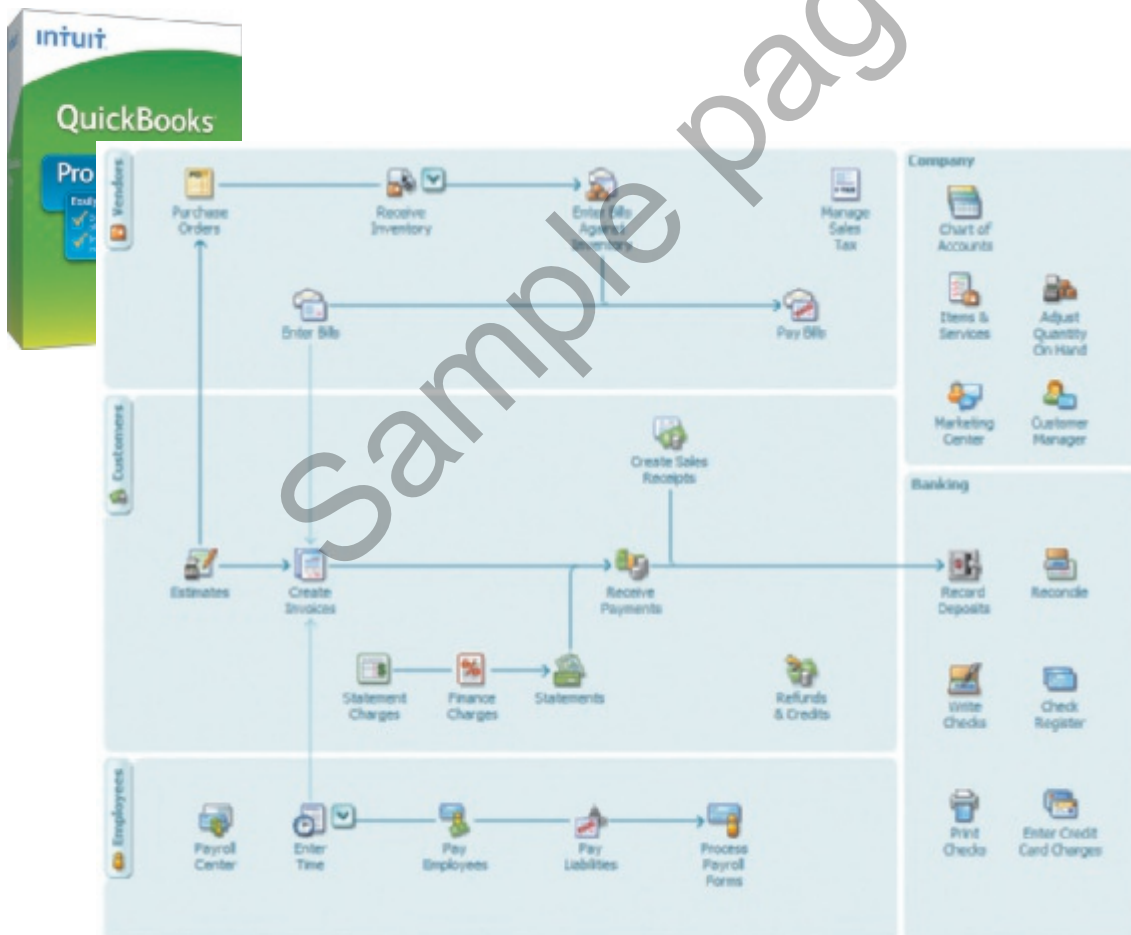 ıntuıt
QuickBooks
Pro
Sample pag
Vendors
Purchase
Orders
Receive
Inventory
Enter Bills
Against
Inventory
Manage
Sales
Tax
Enter Bills
Pay Bills
Customers
Create Sales
Receipts
Estimates
Create
Invoices
Receive
Payments
Statement
Charges
Finance
Charges
Statements
Refunds
& Credits
Employees
Payroll
Center
Enter
Time
Pay
Employees
Pay
Liabilities
Process
Payroll
Forms
Company
Chart of
Accounts
Items &
Services
Adjust
Quantity
On Hand
Marketing
Center
Customer
Manager
Banking
Record
Deposits
Reconcile
Write
Checks
Check
Register
Print
Checks
Enter Credit
Card Charges